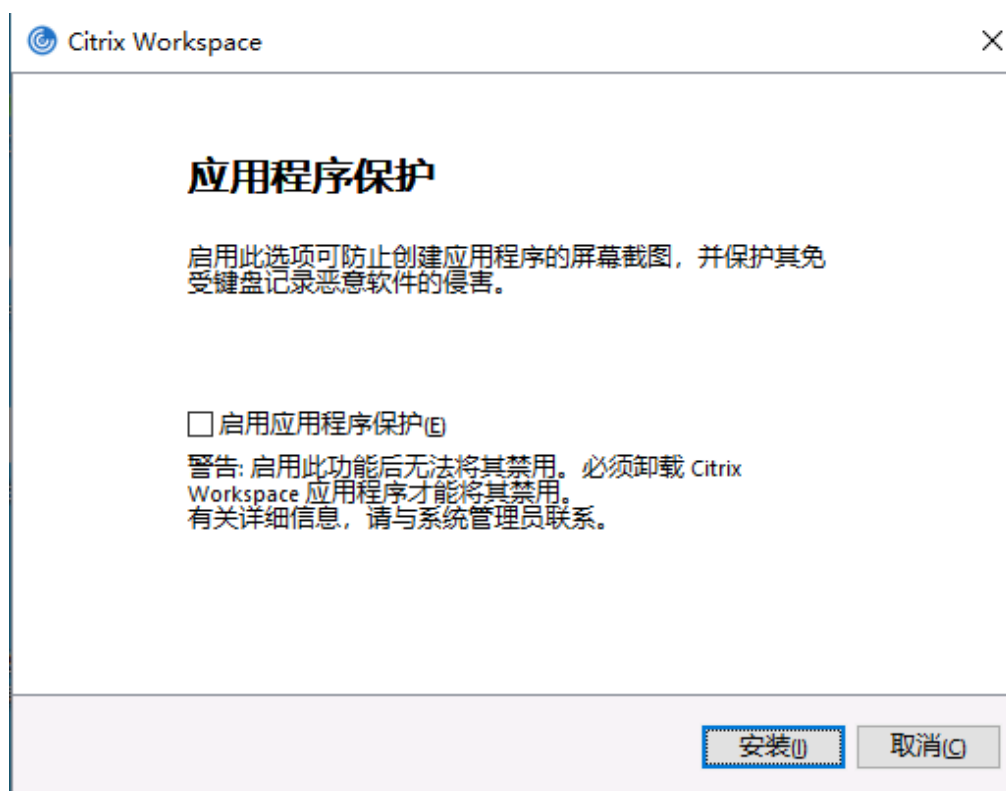 Citrix Workspace
应用程序保护
启用此选项可防止创建应用程序的屏幕截图，并保护其免
受键盘记录恶意软件的侵害。
启用应用程序保护(E)
警告: 启用此功能后无法将其禁用。必须卸载 Citrix
Workspace 应用程序才能将其禁用。
有关详细信息，请与系统管理员联系。
安装(I) 取消(C)